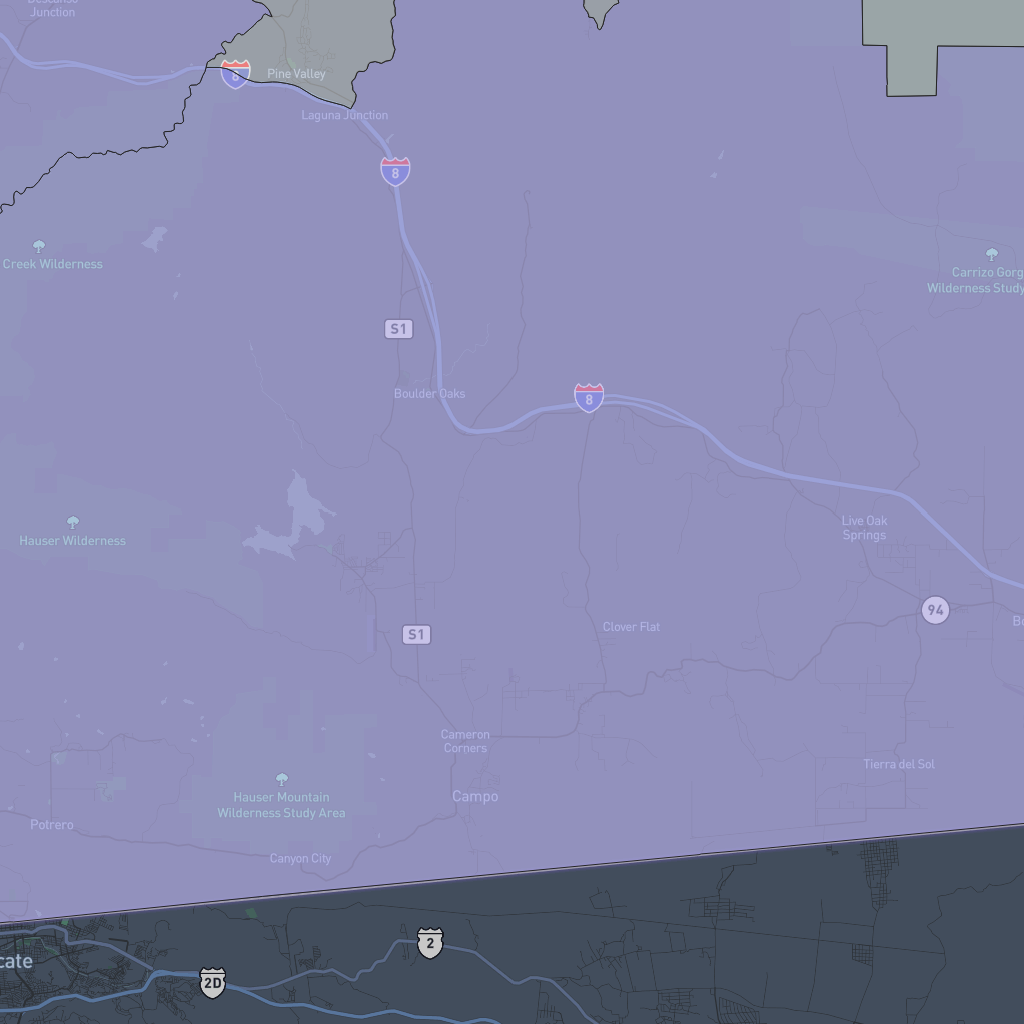 Descanso
Junction
8
Pine Valley
Laguna Junction
8
Creek Wilderness
Carrizo Gorg
Wilderness Study
S1
Boulder Oaks
8
Live Oak
Springs
Hauser Wilderness
94
Clover Flat
S1
Cameron
Corners
Tierra del Sol
Hauser Mountain
Wilderness Study Area
Campo
Potrero
Canyon City
2
cate
2D